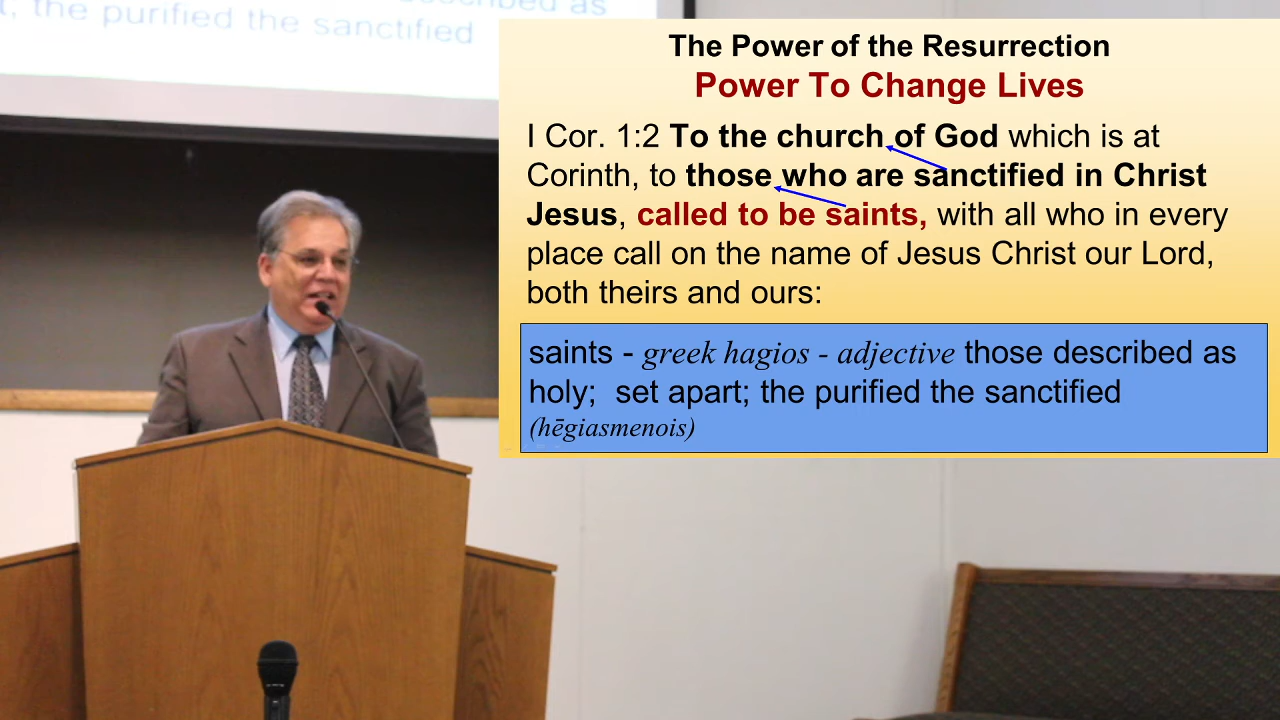 described as
t; the purified the sanctified
The Power of the Resurrection
Power To Change Lives
I Cor. 1:2 To the church of God which is at
Corinth, to those who are sanctified in Christ
Jesus, called to be saints, with all who in every
place call on the name of Jesus Christ our Lord,
both theirs and ours:
saints - greek hagios - adjective those described as
holy;  set apart; the purified the sanctified
(hēgiasmenois)